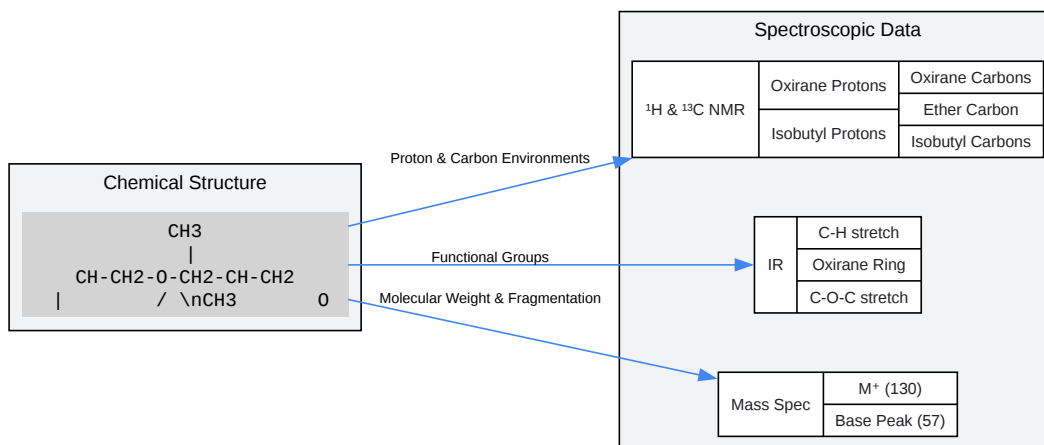 Chemical Structure
CH3
|
CH-CH2-O-CH2-CH-CH2
| / \nCH3 O
Proton & Carbon Environments
Functional Groups
Molecular Weight & Fragmentation
Spectroscopic Data
¹H & ¹³C NMR
Oxirane Protons
Isobutyl Protons
Oxirane Carbons
Ether Carbon
Isobutyl Carbons
IR
C-H stretch
Oxirane Ring
C-O-C stretch
Mass Spec
M⁺ (130)
Base Peak (57)